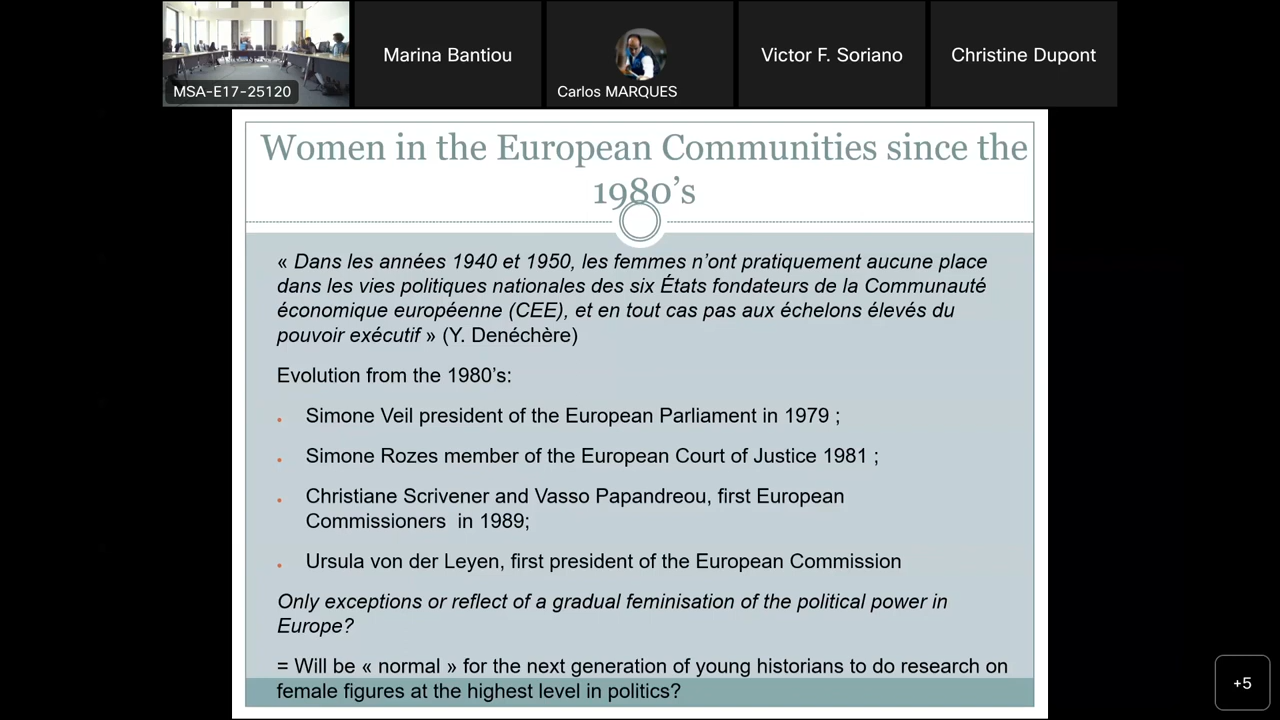 MSA-E17-25120
Marina Bantiou
Carlos MARQUES
Victor F. Soriano
Christine Dupont
Women in the European Communities since the
1980’s
« Dans les années 1940 et 1950, les femmes n’ont pratiquement aucune place
dans les vies politiques nationales des six États fondateurs de la Communauté
économique européenne (CEE), et en tout cas pas aux échelons élevés du
pouvoir exécutif » (Y. Denéchère)
Evolution from the 1980’s:
• Simone Veil president of the European Parliament in 1979 ;
• Simone Rozes member of the European Court of Justice 1981 ;
• Christiane Scrivener and Vasso Papandreou, first European
Commissioners in 1989;
• Ursula von der Leyen, first president of the European Commission
Only exceptions or reflect of a gradual feminisation of the political power in
Europe?
= Will be « normal » for the next generation of young historians to do research on
female figures at the highest level in politics?
+5